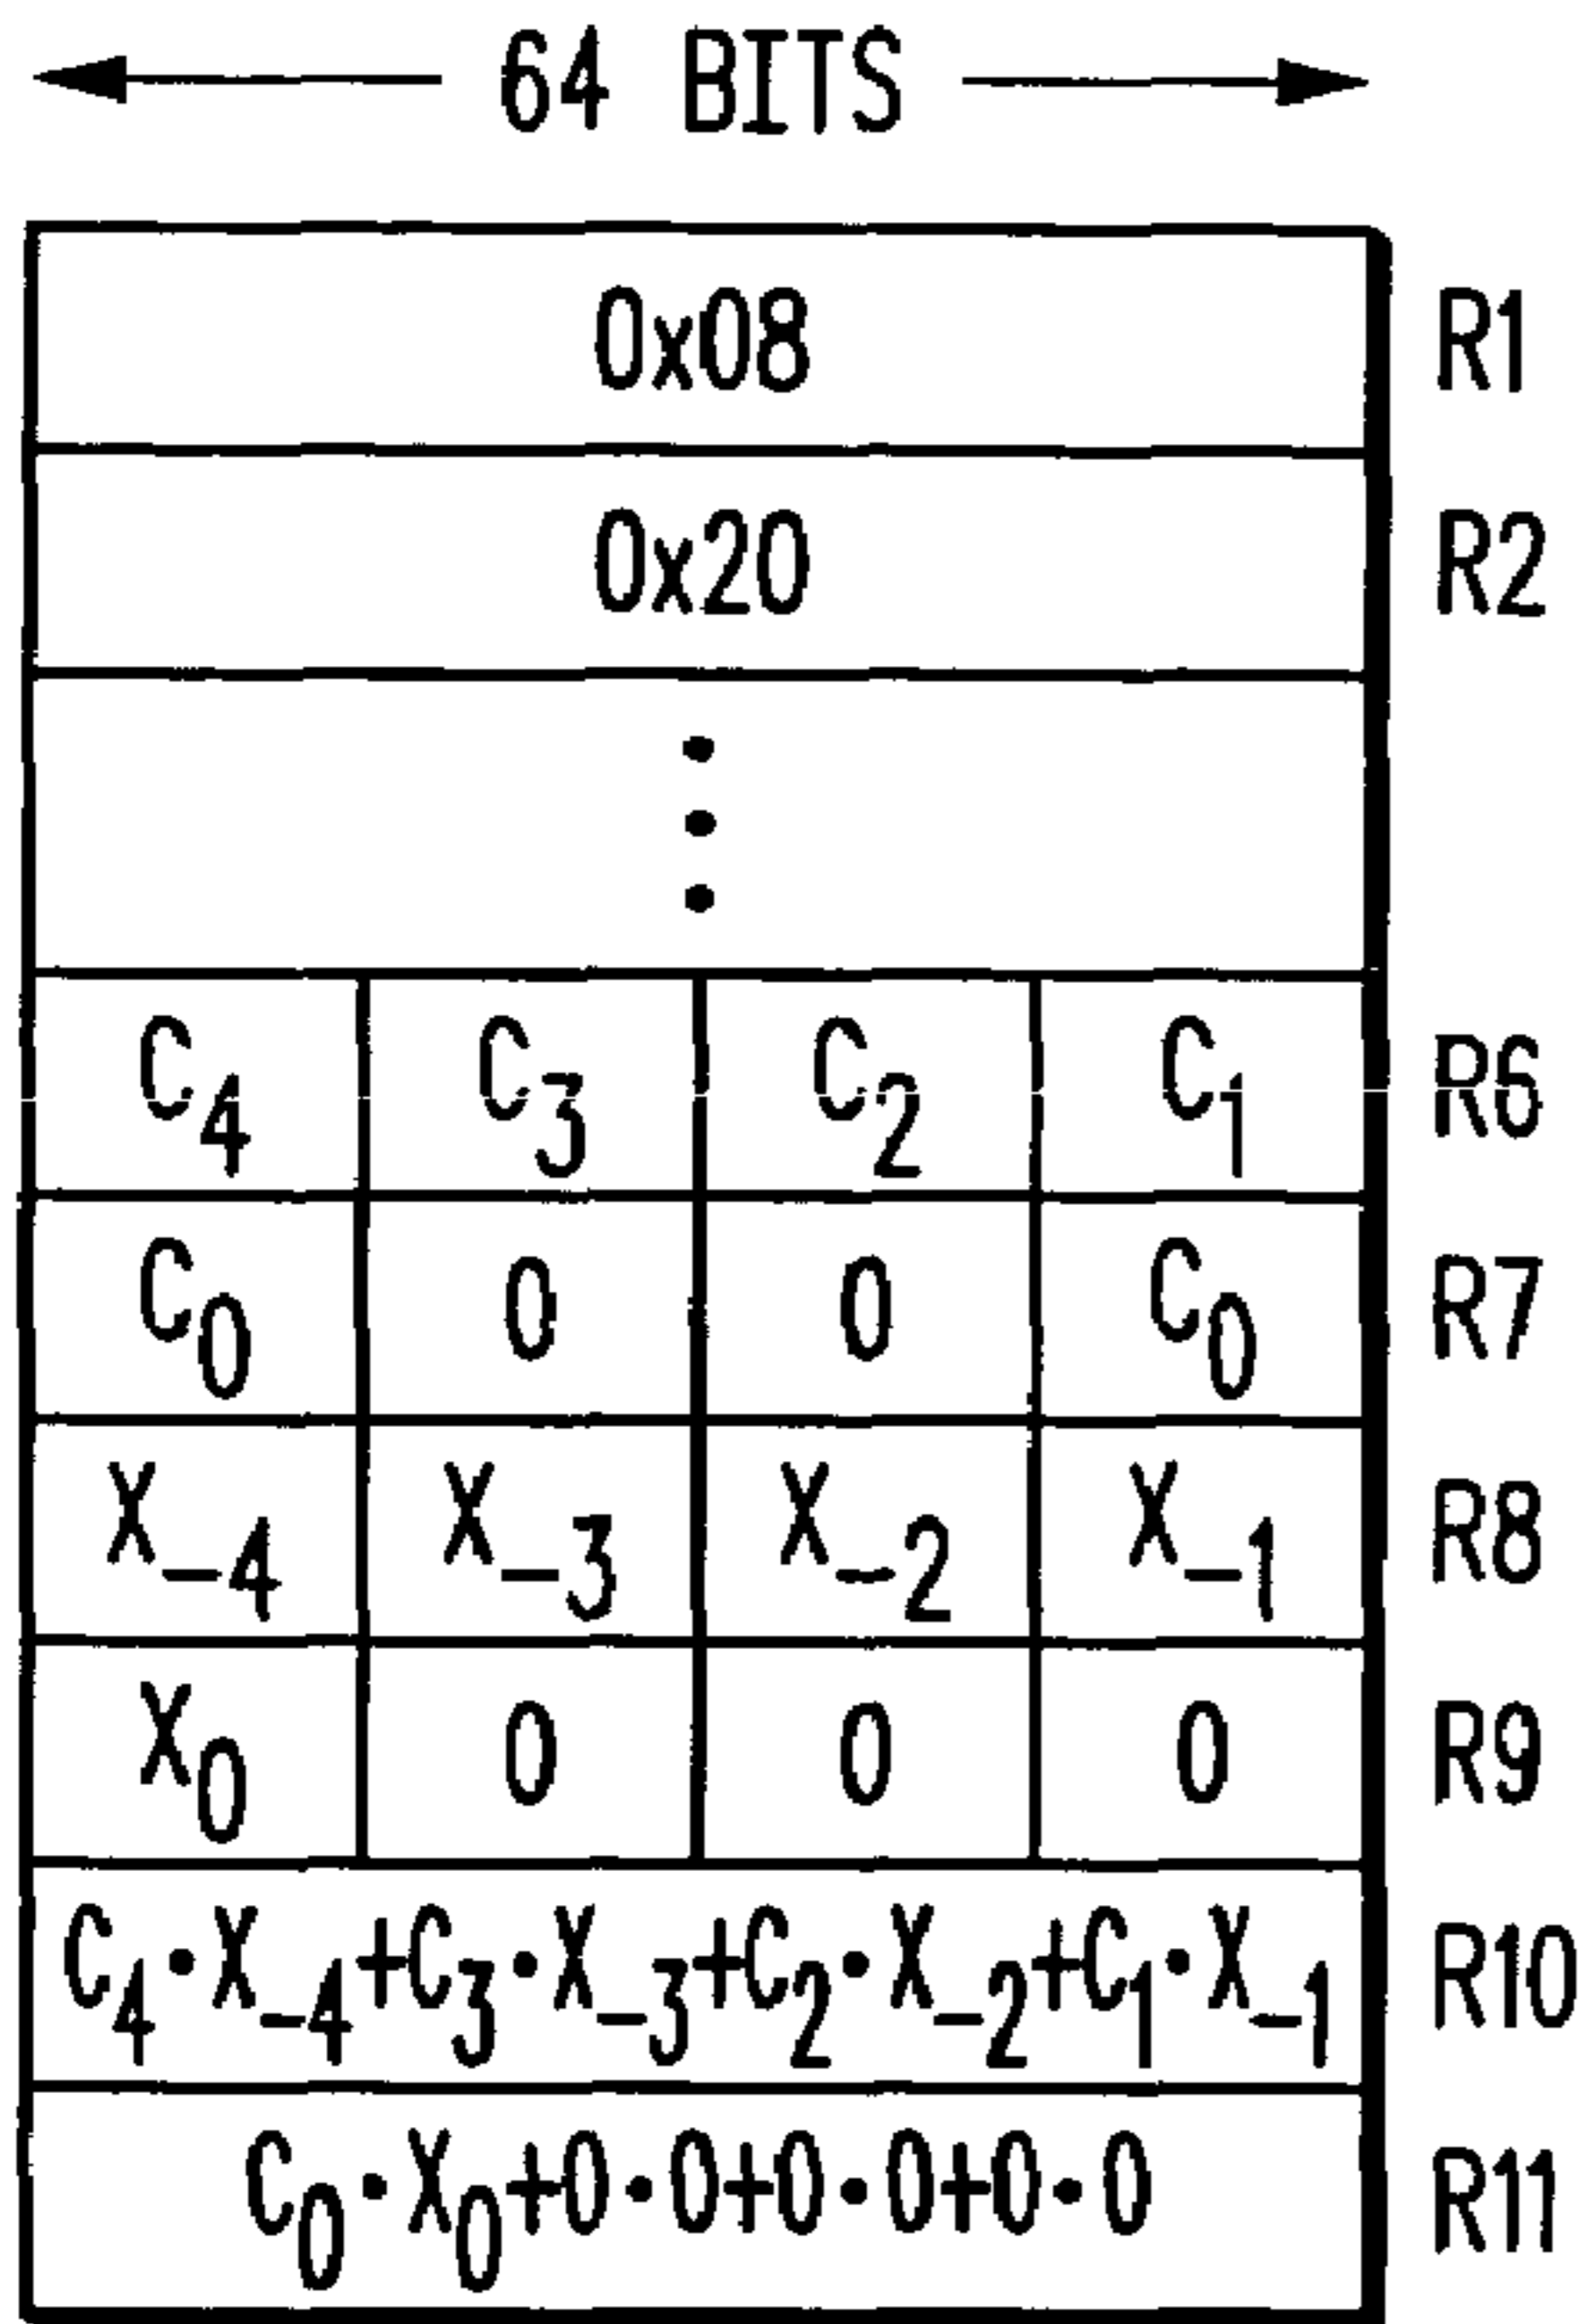 64 BITS
0x08 R1
0x20 R2
C4 C3 C2 C1 R6
C0 0 0 C0 R7
X−4 X−3 X−2 X−1 R8
X0 0 0 0 R9
C4·X−4+C3·X−3+C2·X−2+C1·X−1 R10
C0·X0+0·0+0·0+0·0 R11